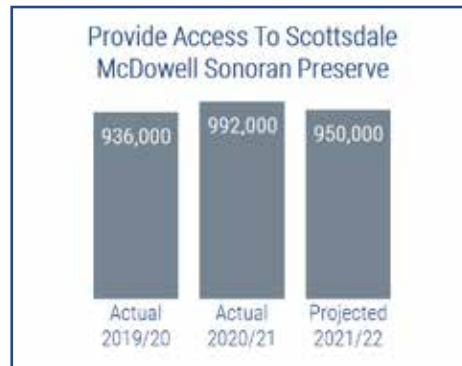 Provide Access To Scottsdale
McDowell Sonoran Preserve
936,000
992,000
950,000
Actual
2019/20
Actual
2020/21
Projected
2021/22